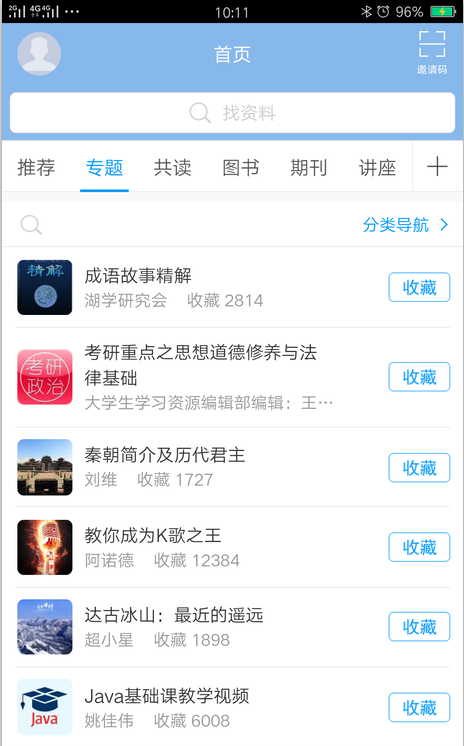 2G 4G 4G 10:11 96%
首页
邀请码
找资料
推荐 专题 共读 图书 期刊 讲座
分类导航
精解
成语故事精解
湖学研究会 收藏 2814
收藏
考研政治
考研重点之思想道德修养与法
律基础
大学生学习资源编辑部编辑：王…
收藏
秦朝简介及历代君主
刘维 收藏 1727
收藏
教你成为K歌之王
阿诺德 收藏 12384
收藏
达古冰山：最近的遥远
超小星 收藏 1898
收藏
Java
Java基础课教学视频
姚佳伟 收藏 6008
收藏